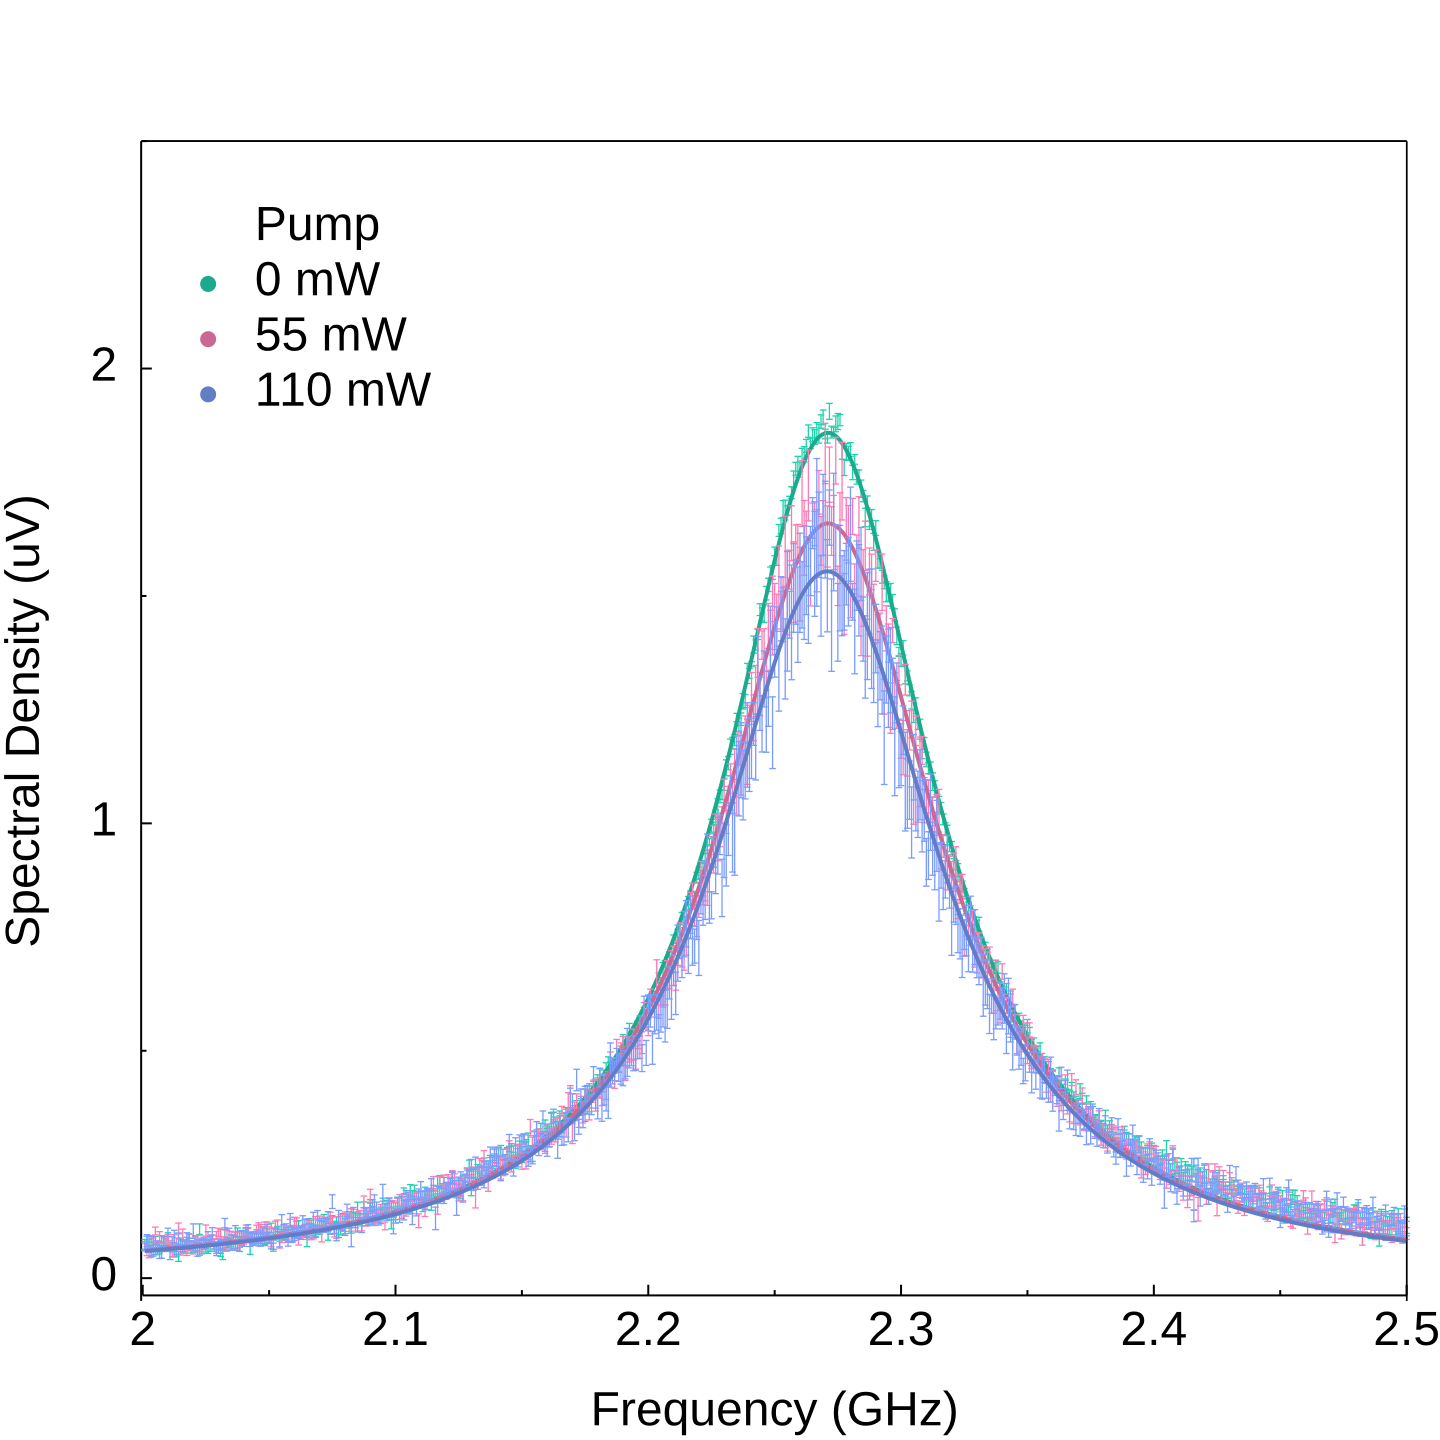 Pump
0 mW
55 mW
110 mW
2
1
0
Spectral Density (uV)
2 2.1 2.2 2.3 2.4 2.5
Frequency (GHz)